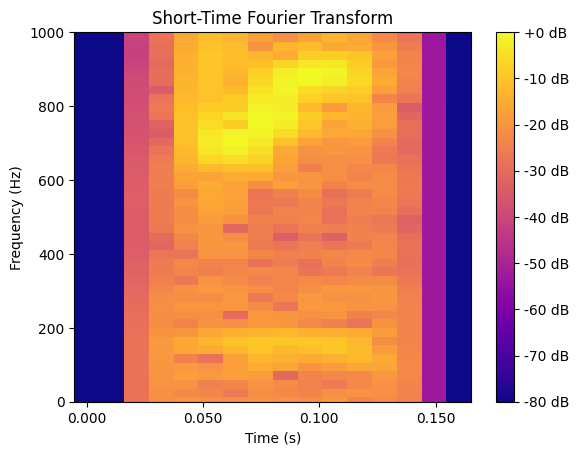 Short-Time Fourier Transform
Frequency (Hz)
1000
800
600
400
200
0
0.000
0.050
0.100
0.150
Time (s)
+0 dB
-10 dB
-20 dB
-30 dB
-40 dB
-50 dB
-60 dB
-70 dB
-80 dB